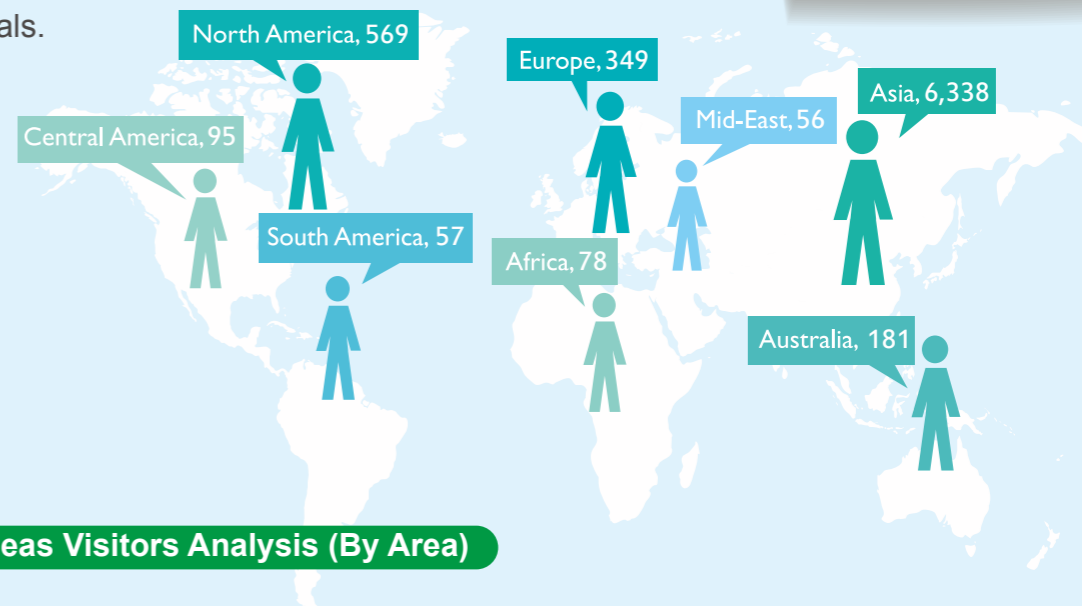 als.
North America, 569
Europe, 349
Asia, 6,338
Mid-East, 56
Central America, 95
South America, 57
Africa, 78
Australia, 181
eas Visitors Analysis (By Area)